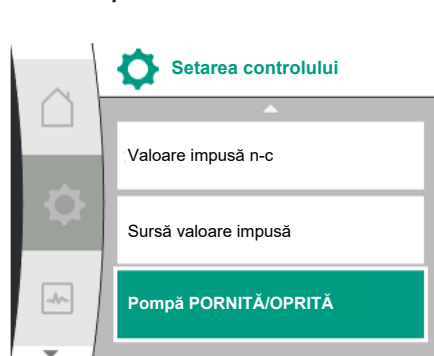 Setarea controlului
Valoare impusă n-c
Sursă valoare impusă
Pompă PORNITĂ/OPRITĂ